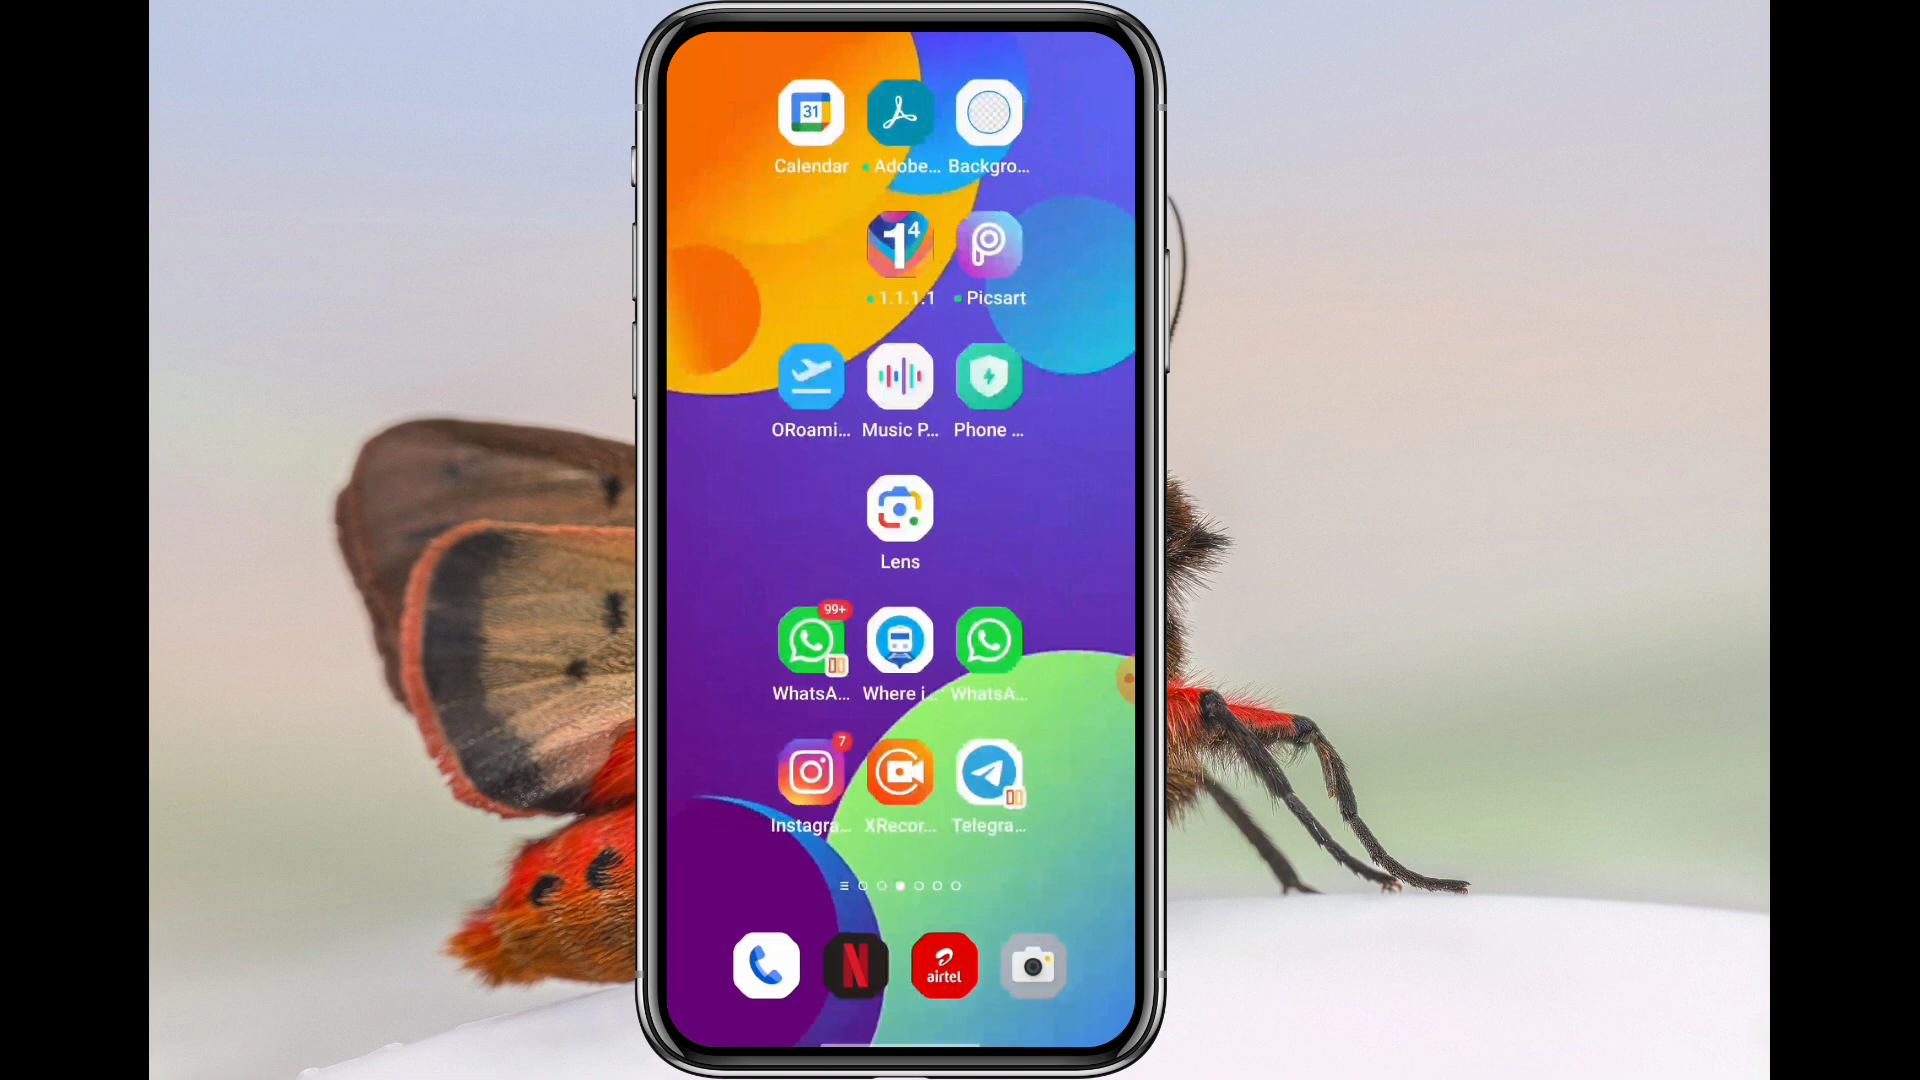 31
Calendar
Adobe...
Backgro...
1⁴
1.1.1.1
Picsart
ORoami...
Music P...
Phone ...
Lens
99+
WhatsA...
Where i...
WhatsA...
7
Instagra...
XRecor...
Telegra...
N
airtel